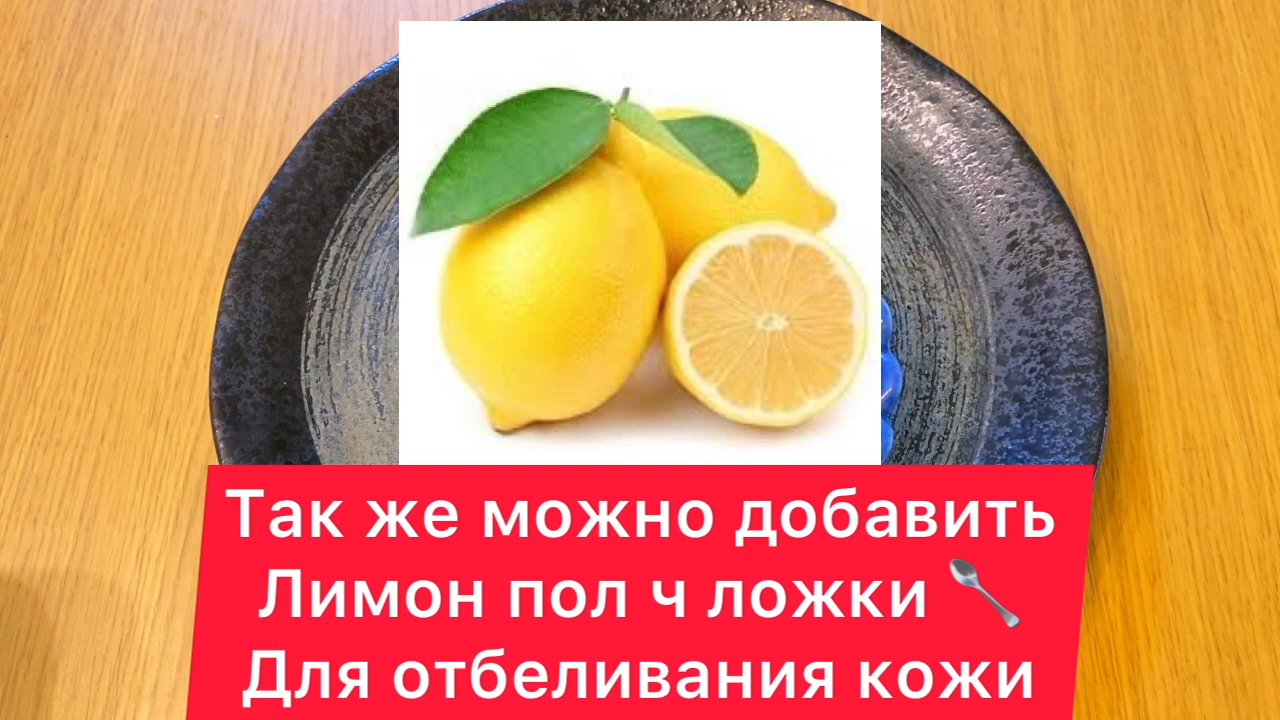 Так же можно добавить
Лимон пол ч ложки 🥄
Для отбеливания кожи